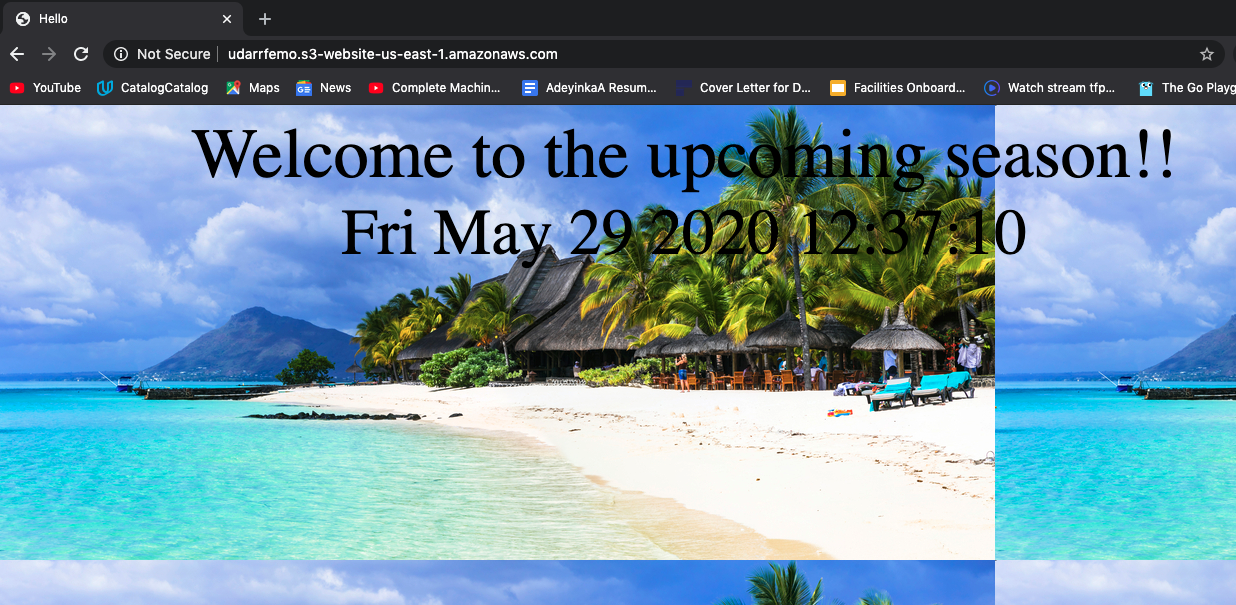 Hello
Not Secure udarrfemo.s3-website-us-east-1.amazonaws.com
YouTube CatalogCatalog Maps News Complete Machin... AdeyinkaA Resum... Cover Letter for D... Facilities Onboard... Watch stream tfp... The Go Playg
Welcome to the upcoming season!!
Fri May 29 2020 12:37:10